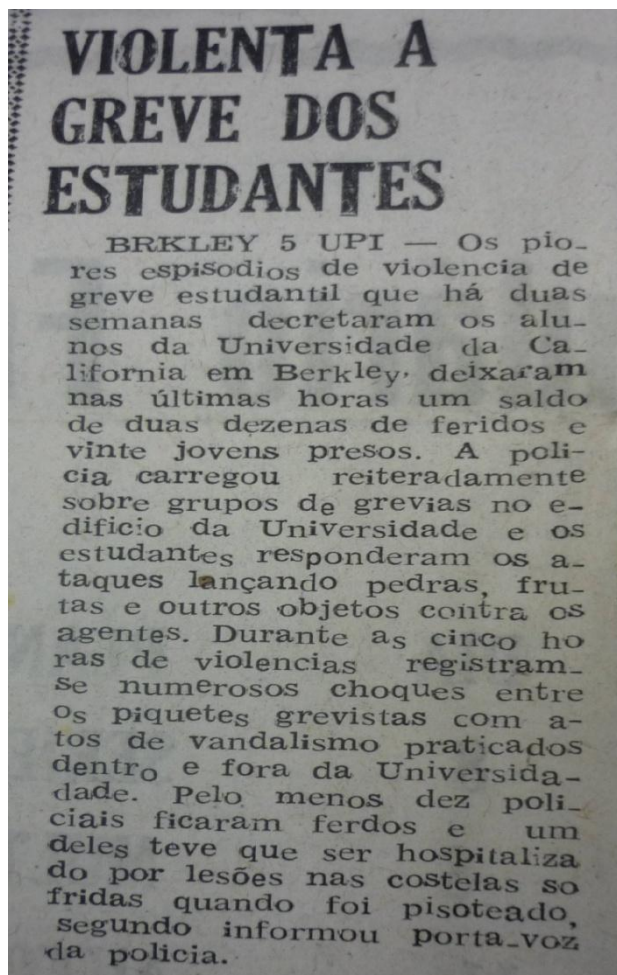 VIOLENTA A
GREVE DOS
ESTUDANTES
BRKLEY 5 UPI — Os pio-
res espisodios de violencia de
greve estudantil que há duas
semanas decretaram os alu-
nos da Universidade da Ca-
lifornia em Berkley, deixaram
nas últimas horas um saldo
de duas dezenas de feridos e
vinte jovens presos. A poli-
cia carregou reiteradamente
sobre grupos de grevias no e-
dificio da Universidade e os
estudantes responderam os a-
taques lançando pedras, fru-
tas e outros objetos contra os
agentes. Durante as cinco ho
ras de violencias registram-
se numerosos choques entre
os piquetes grevistas com a-
tos de vandalismo praticados
dentro e fora da Universida-
dade. Pelo menos dez poli-
ciais ficaram ferdos e um
deles teve que ser hospitaliza
do por lesões nas costelas so
fridas quando foi pisoteado,
segundo informou porta-voz
da policia.